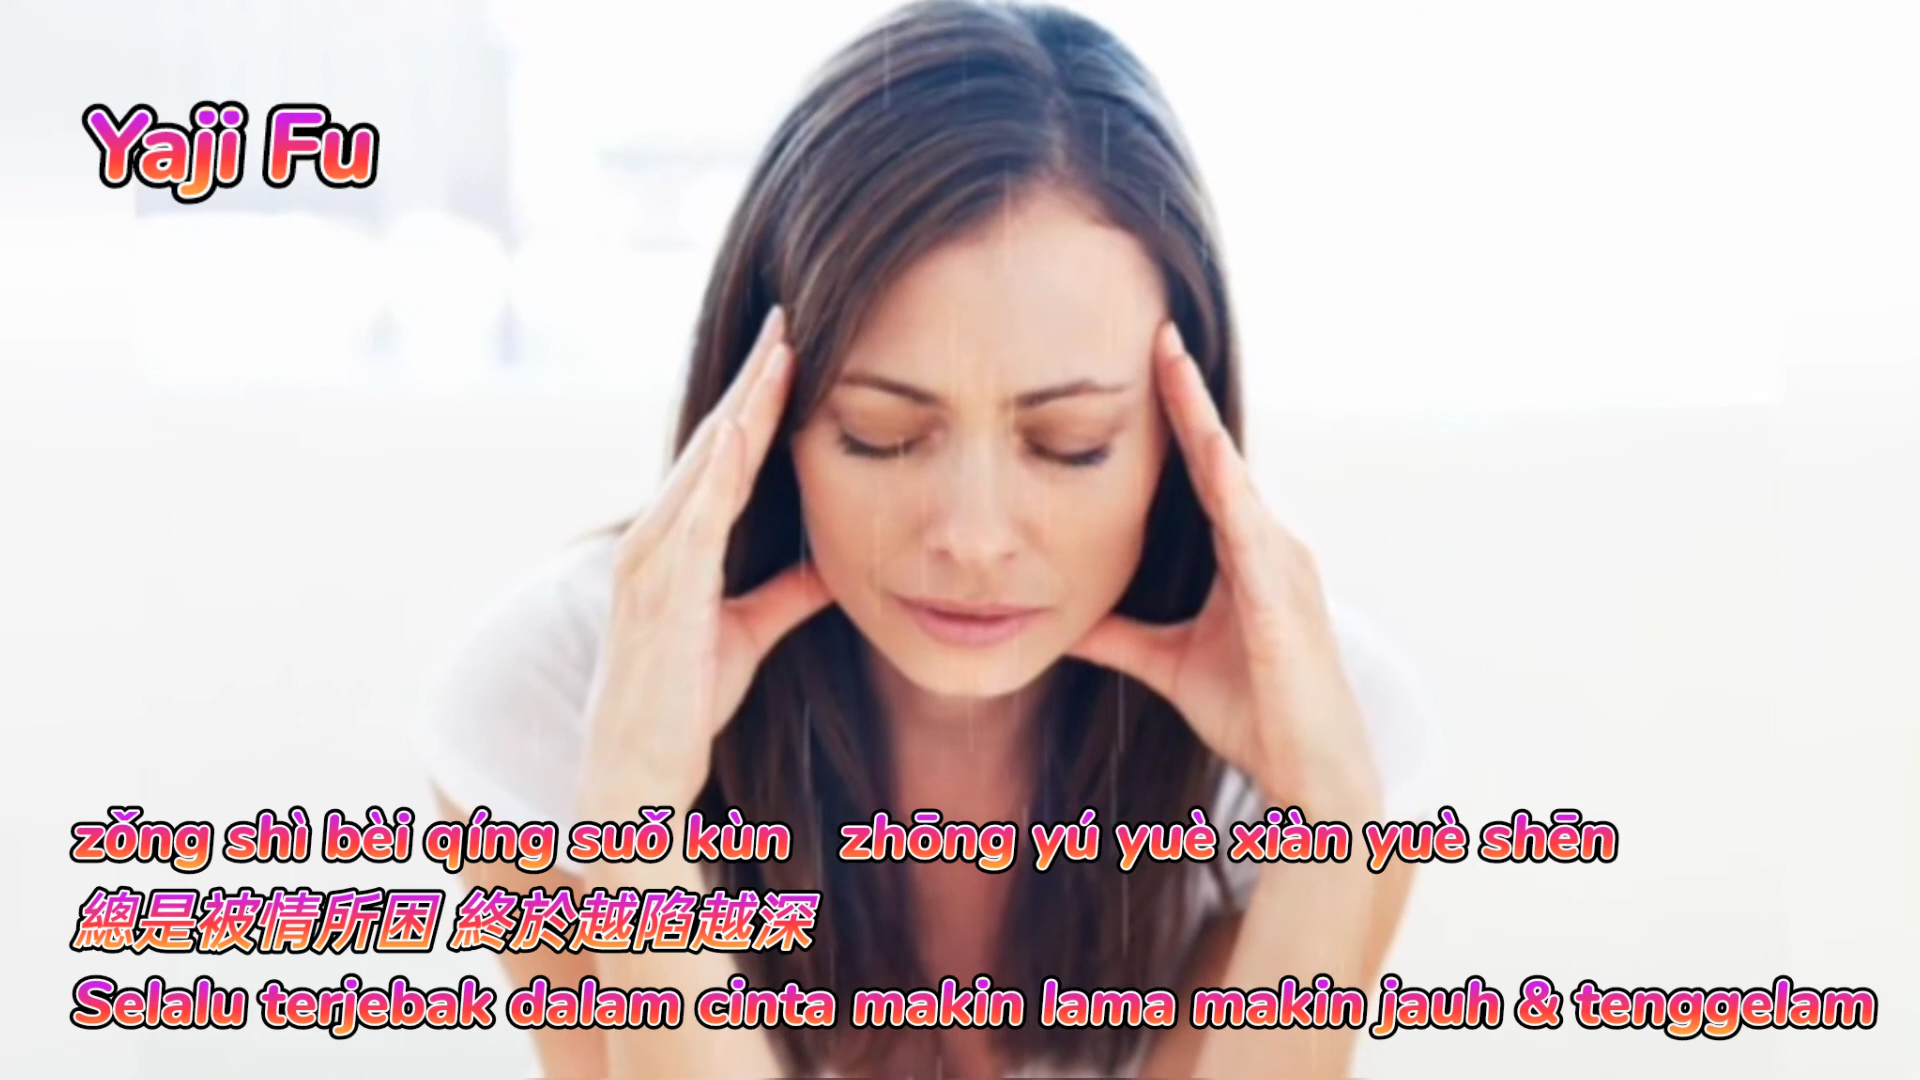 Yaji Fu
zǒng shì bèi qíng suǒ kùn   zhōng yú yuè xiàn yuè shēn
總是被情所困 終於越陷越深
Selalu terjebak dalam cinta makin lama makin jauh & tenggelam